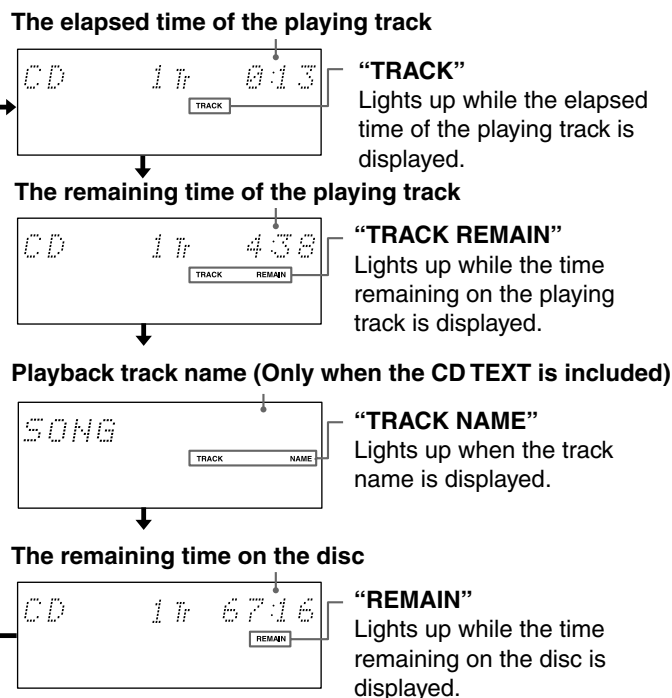 The elapsed time of the playing track
CD 1 Tr 0:13
TRACK
“TRACK”
Lights up while the elapsed
time of the playing track is
displayed.
The remaining time of the playing track
CD 1 Tr 4:38
TRACK REMAIN
“TRACK REMAIN”
Lights up while the time
remaining on the playing
track is displayed.
Playback track name (Only when the CD TEXT is included)
SONG
TRACK NAME
“TRACK NAME”
Lights up when the track
name is displayed.
The remaining time on the disc
CD 1 Tr 67:16
REMAIN
“REMAIN”
Lights up while the time
remaining on the disc is
displayed.